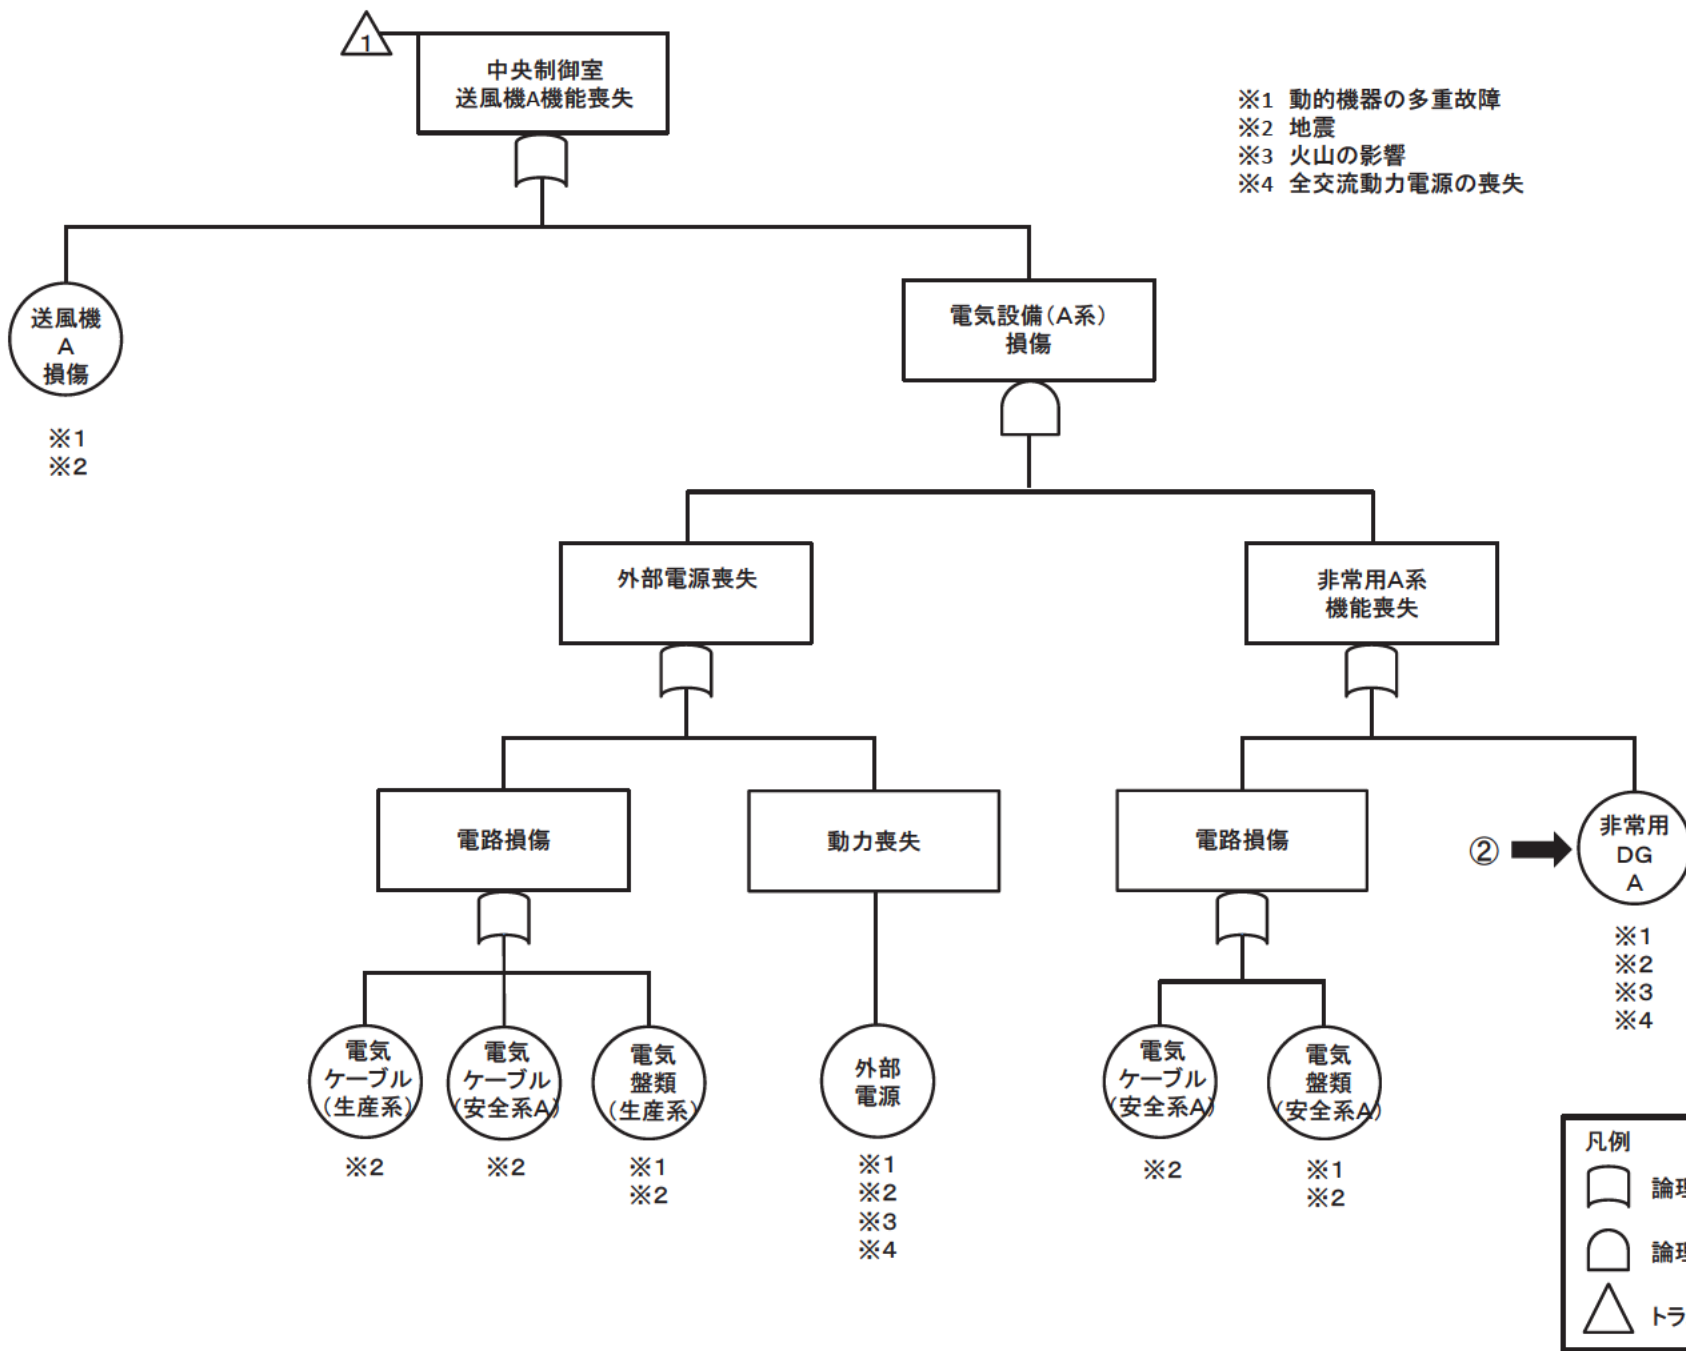 1
中央制御室
送風機A機能喪失
※1 動的機器の多重故障
※2 地震
※3 火山の影響
※4 全交流動力電源の喪失
送風機
A
損傷
※1
※2
電気設備(A系)
損傷
外部電源喪失
非常用A系
機能喪失
電路損傷
動力喪失
電路損傷
②
非常用
DG
A
※1
※2
※3
※4
電気
ケーブル
(生産系)
※2
電気
ケーブル
(安全系A)
※2
電気
盤類
(生産系)
※1
※2
外部
電源
※1
※2
※3
※4
電気
ケーブル
(安全系A)
※2
電気
盤類
(安全系A)
※1
※2
凡例
論理
論理
トラ